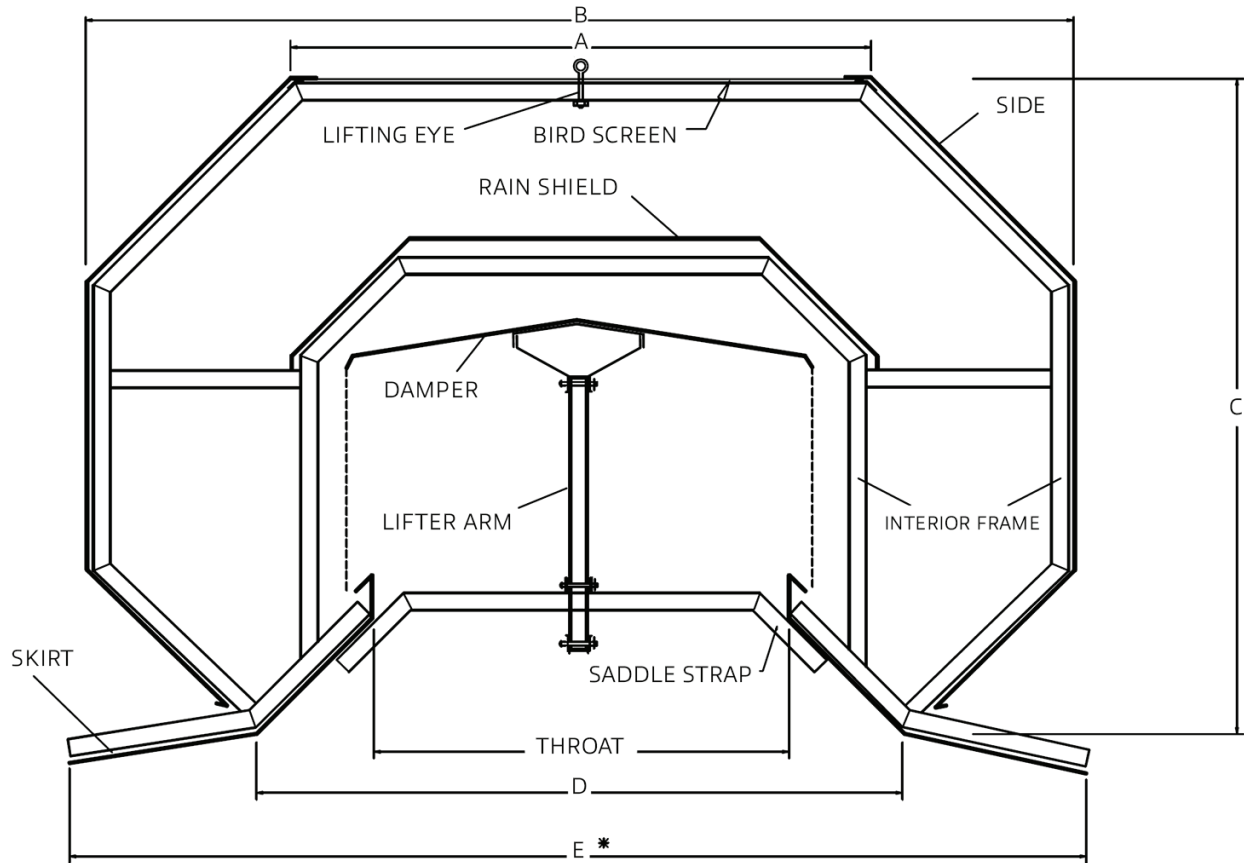 B
A
SIDE
LIFTING EYE
BIRD SCREEN
RAIN SHIELD
C
DAMPER
LIFTER ARM
INTERIOR FRAME
SKIRT
SADDLE STRAP
THROAT
D
E *